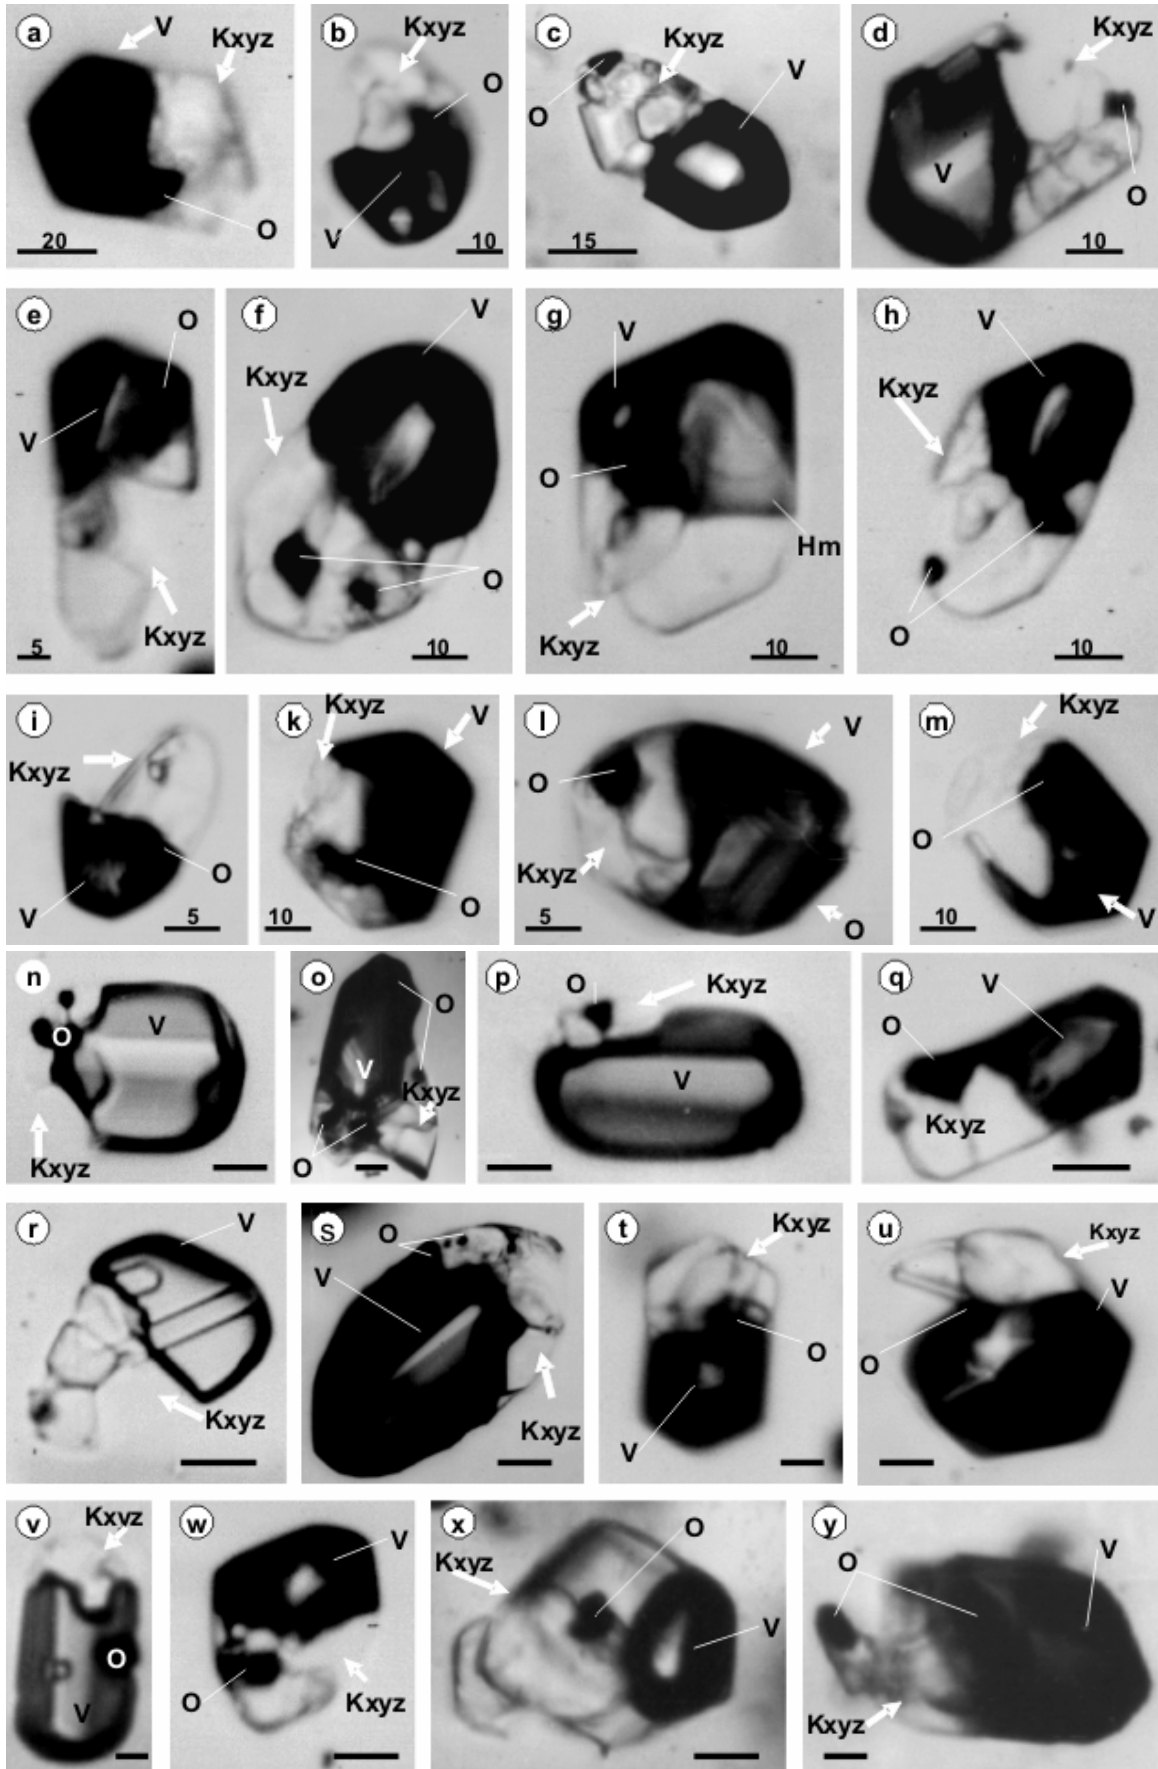 a V Kxyz O 20
b Kxyz O V 10
c Kxyz V O O 15
d Kxyz V O 10
e O V Kxyz 5
f V Kxyz O 10
g V O Hm Kxyz 10
h V Kxyz O 10
i Kxyz O V 5
k Kxyz V O 10
l V O Kxyz O 5
m Kxyz O V 10
n O V Kxyz
o O V Kxyz O
p O Kxyz V
q V O Kxyz
r V Kxyz
s O V Kxyz
t Kxyz O V
u Kxyz V O
v Kxyz O V
w V O Kxyz
x O Kxyz V
y O V Kxyz